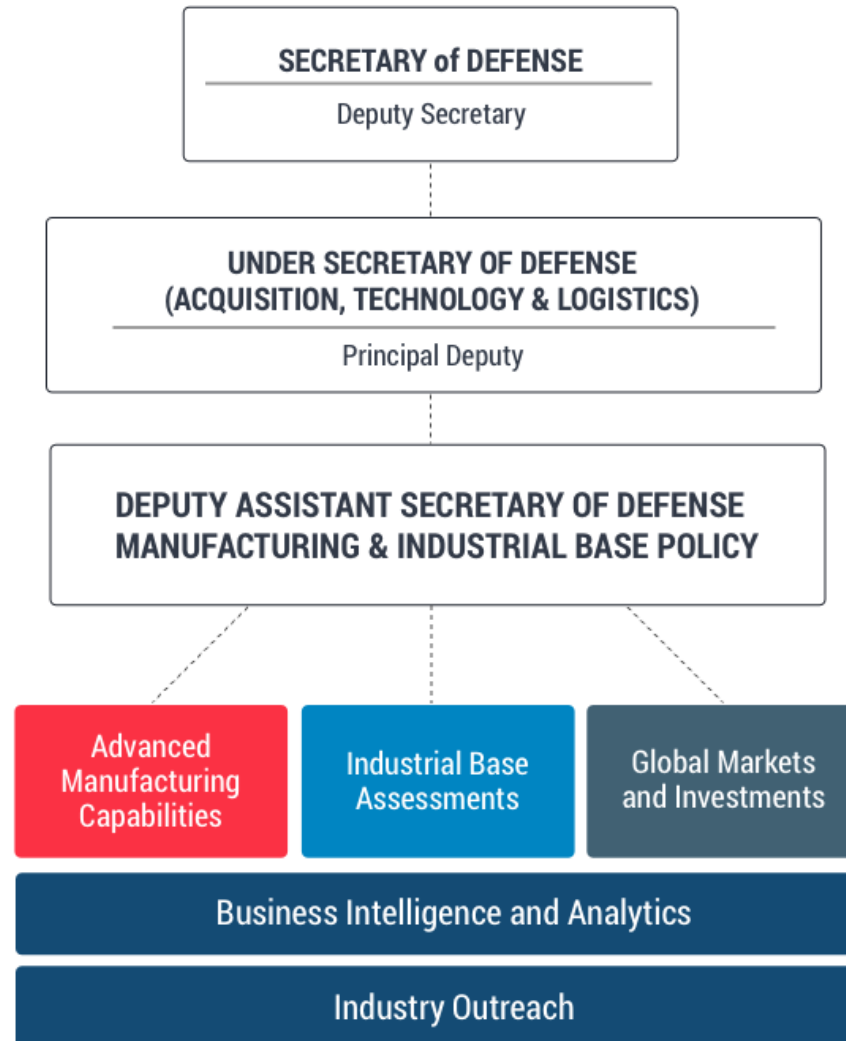 SECRETARY of DEFENSE
Deputy Secretary
UNDER SECRETARY OF DEFENSE
(ACQUISITION, TECHNOLOGY & LOGISTICS)
Principal Deputy
DEPUTY ASSISTANT SECRETARY OF DEFENSE
MANUFACTURING & INDUSTRIAL BASE POLICY
Advanced
Manufacturing
Capabilities
Industrial Base
Assessments
Global Markets
and Investments
Business Intelligence and Analytics
Industry Outreach